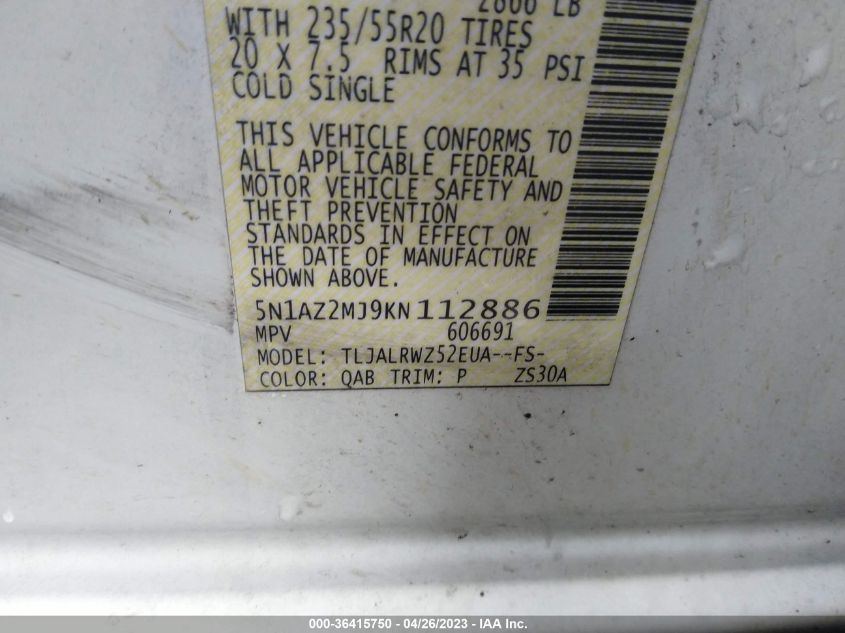 2806 LB
WITH 235/55R20 TIRES
20 X 7.5 RIMS AT 35 PSI
COLD SINGLE
THIS VEHICLE CONFORMS TO
ALL APPLICABLE FEDERAL
MOTOR VEHICLE SAFETY AND
THEFT PREVENTION
STANDARDS IN EFFECT ON
THE DATE OF MANUFACTURE
SHOWN ABOVE.
5N1AZ2MJ9KN112886
MPV 606691
MODEL: TLJALRWZ52EUA--FS-
COLOR: QAB TRIM: P ZS30A
000-36415750 - 04/26/2023 - IAA Inc.